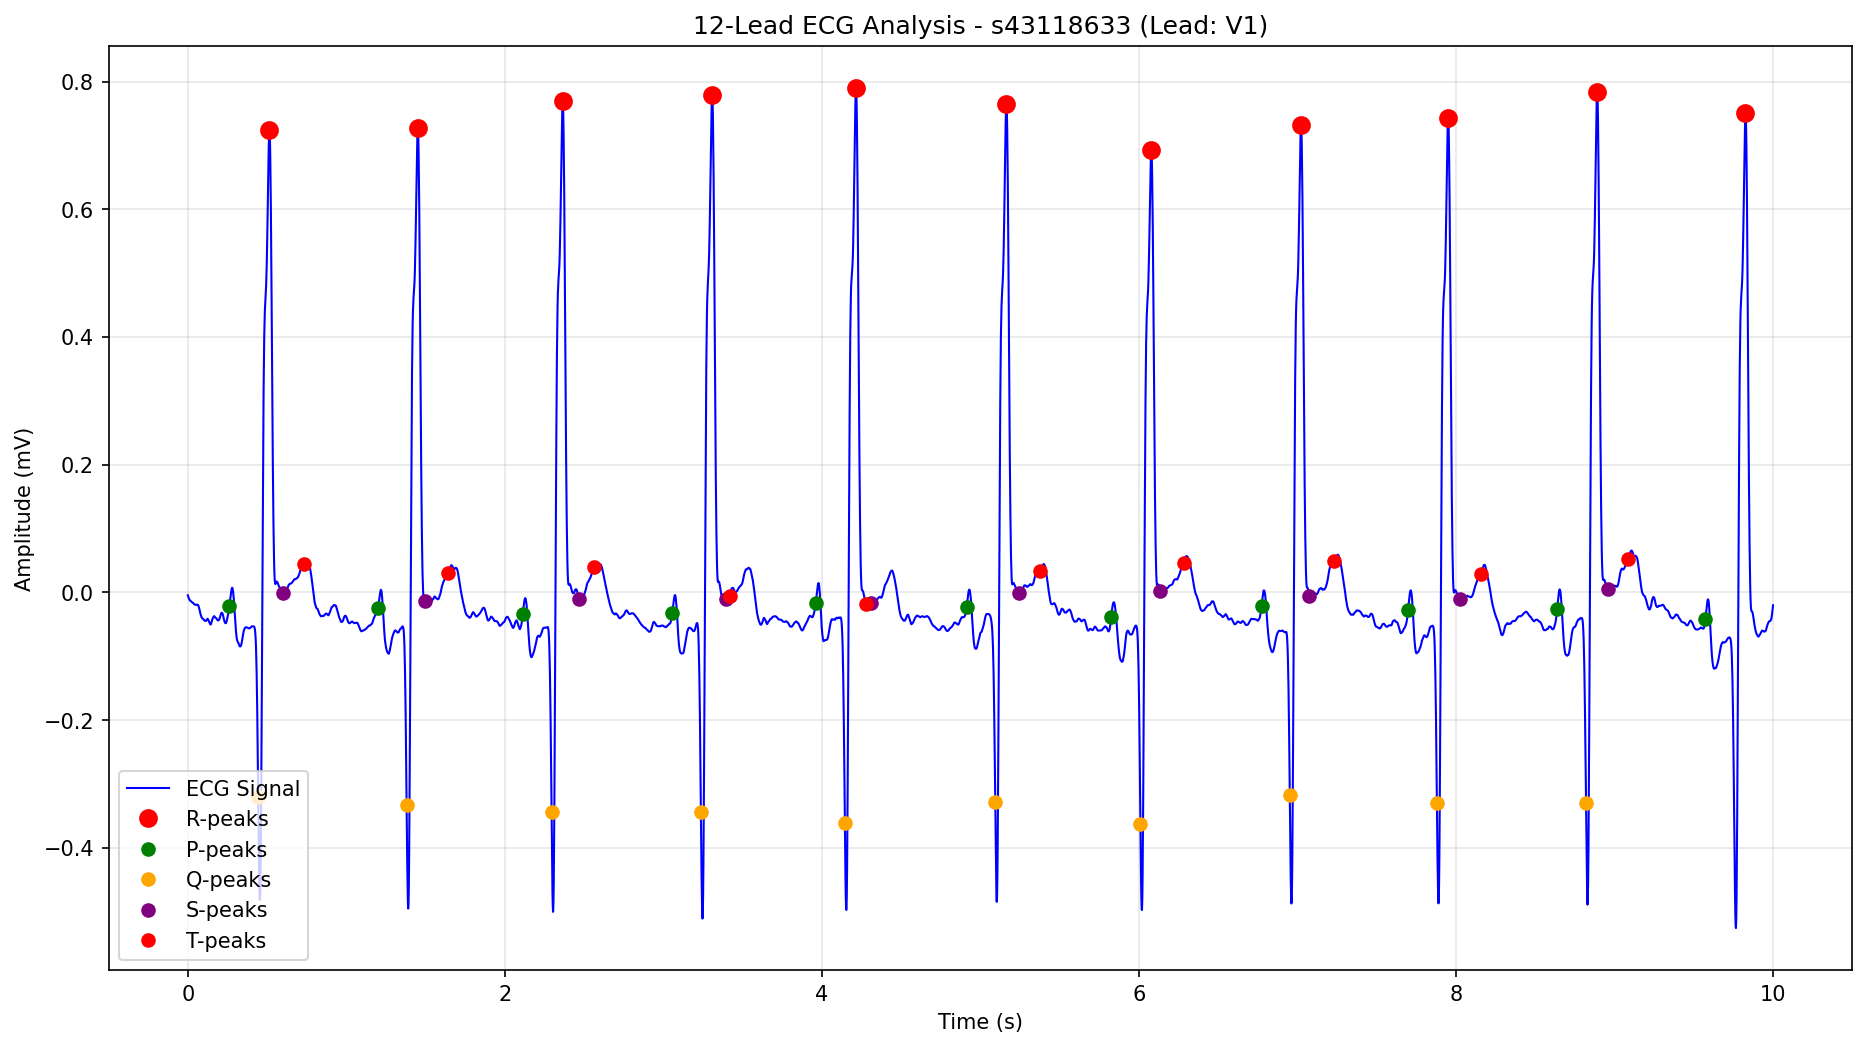 12-Lead ECG Analysis - s43118633 (Lead: V1)
Amplitude (mV)
0.8
0.6
0.4
0.2
0.0
−0.2
−0.4
ECG Signal
R-peaks
P-peaks
Q-peaks
S-peaks
T-peaks
0 2 4 6 8 10
Time (s)